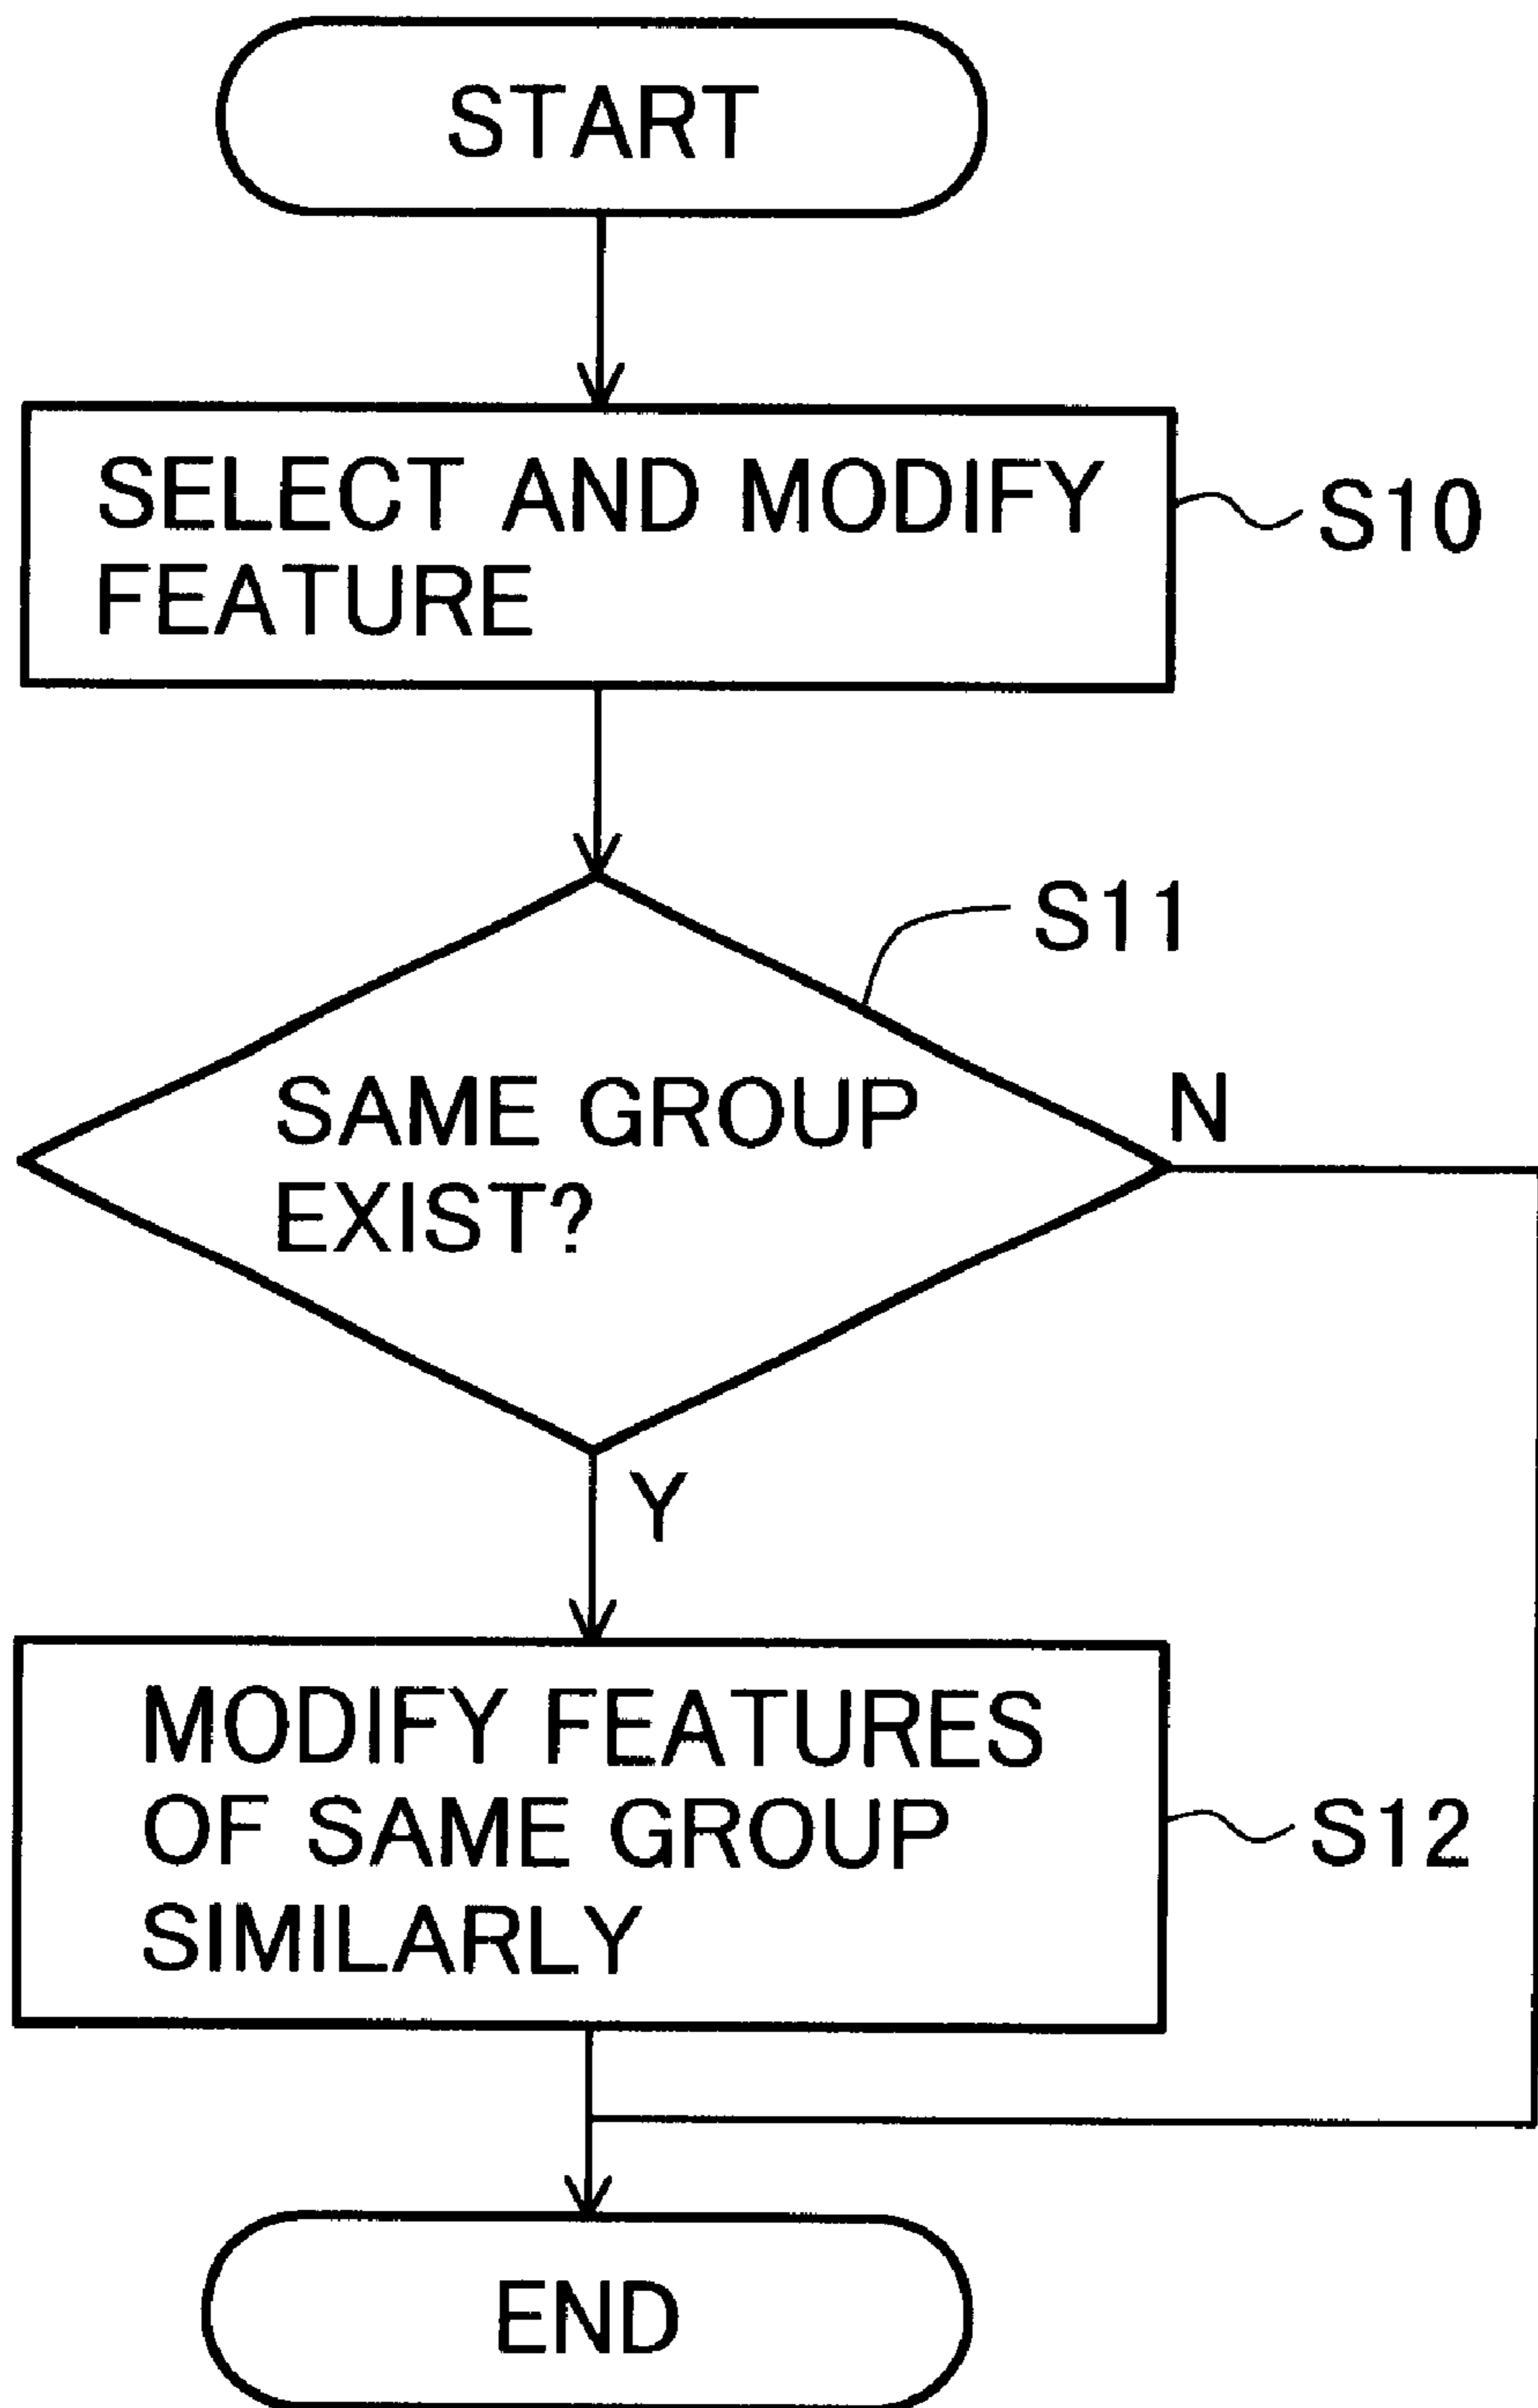 START
SELECT AND MODIFY
FEATURE
S10
S11
SAME GROUP
EXIST?
N
Y
MODIFY FEATURES
OF SAME GROUP
SIMILARLY
S12
END